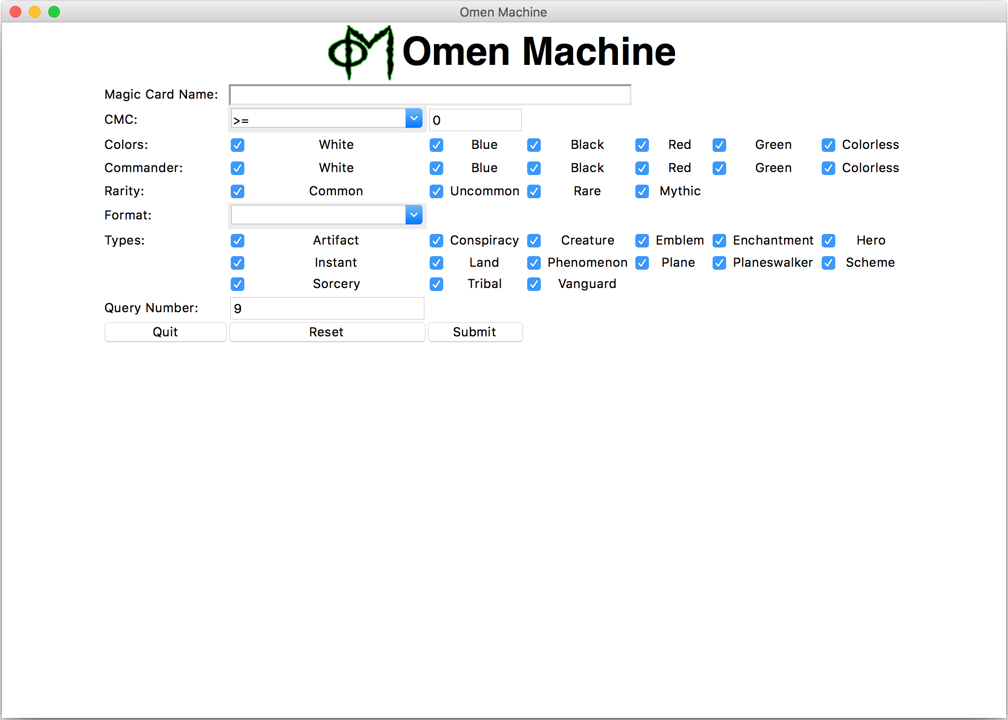 Omen Machine
Omen Machine
Magic Card Name:
CMC: >= 0
Colors: White Blue Black Red Green Colorless
Commander: White Blue Black Red Green Colorless
Rarity: Common Uncommon Rare Mythic
Format:
Types: Artifact Conspiracy Creature Emblem Enchantment Hero
Instant Land Phenomenon Plane Planeswalker Scheme
Sorcery Tribal Vanguard
Query Number: 9
Quit Reset Submit